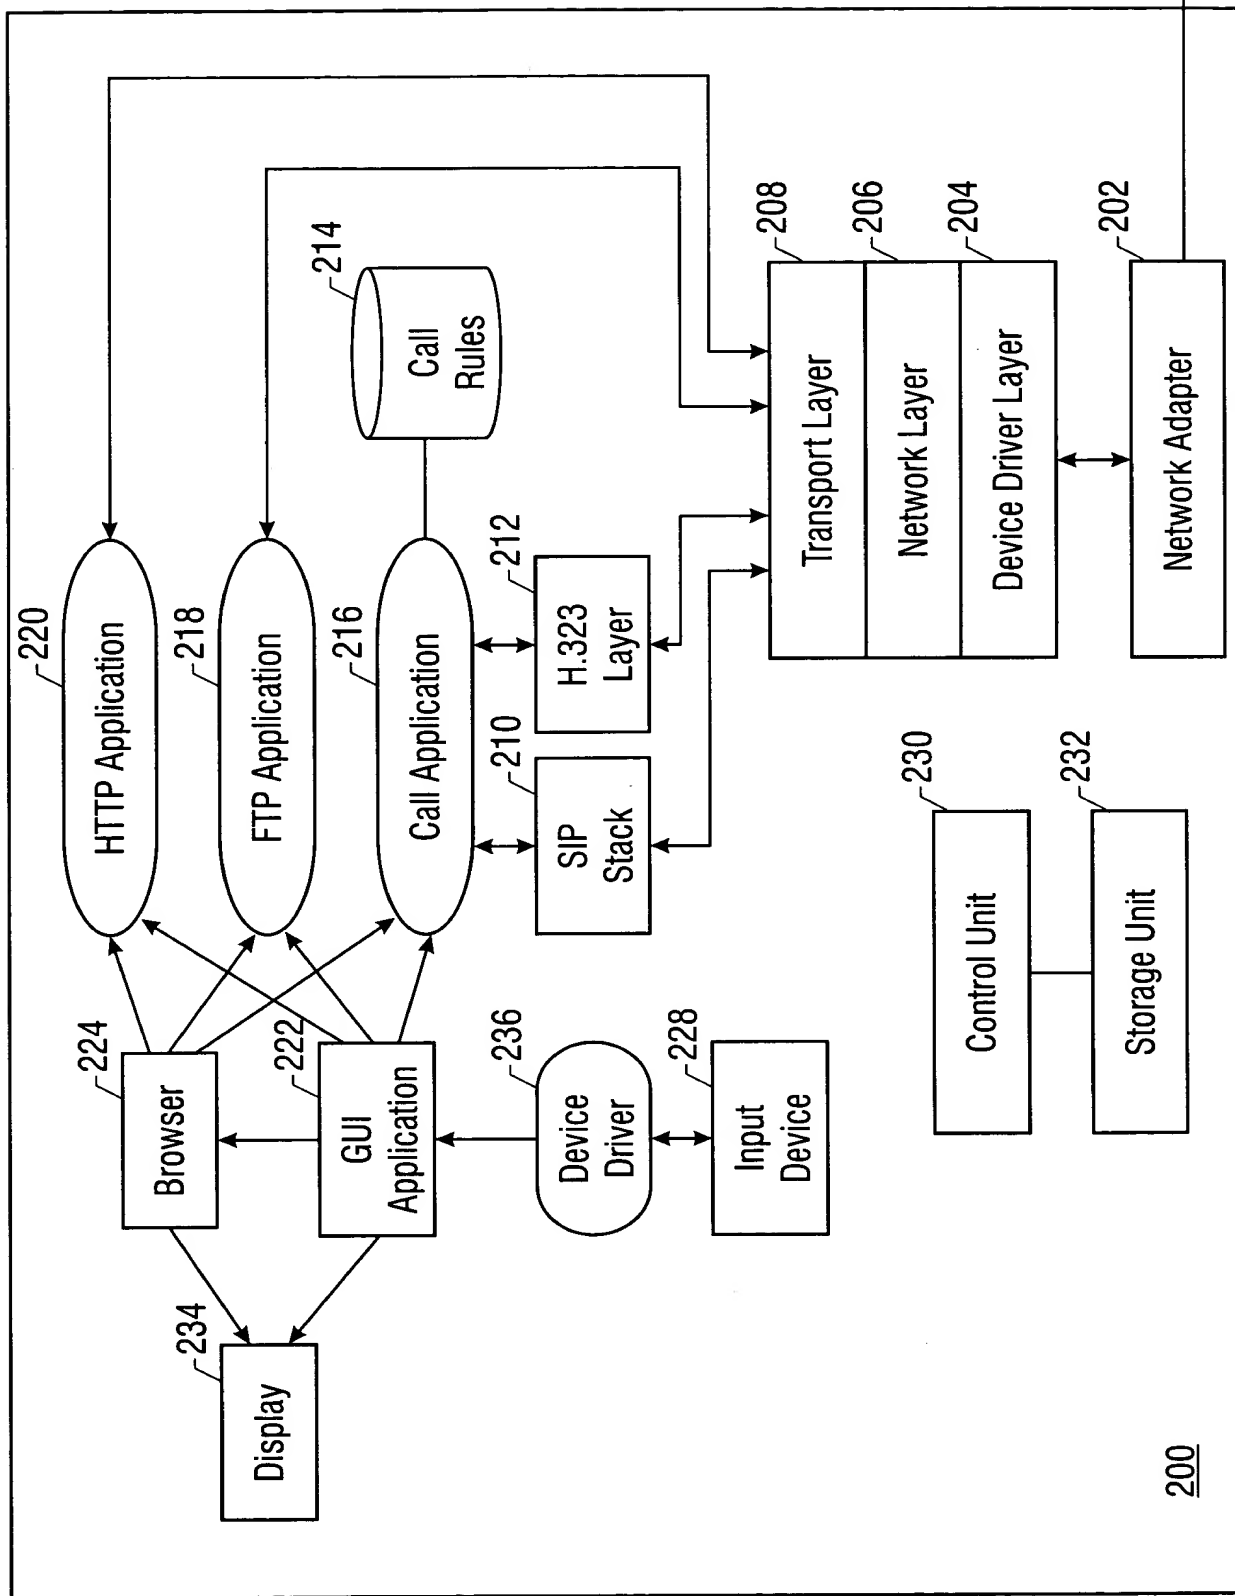 220
HTTP Application
218
FTP Application
216
Call Application
214
Call
Rules
224
Browser
222
GUI
Application
234
Display
212
H.323
Layer
210
SIP
Stack
236
Device
Driver
228
Input
Device
208
Transport Layer
206
Network Layer
204
Device Driver Layer
202
Network Adapter
230
Control Unit
232
Storage Unit
200